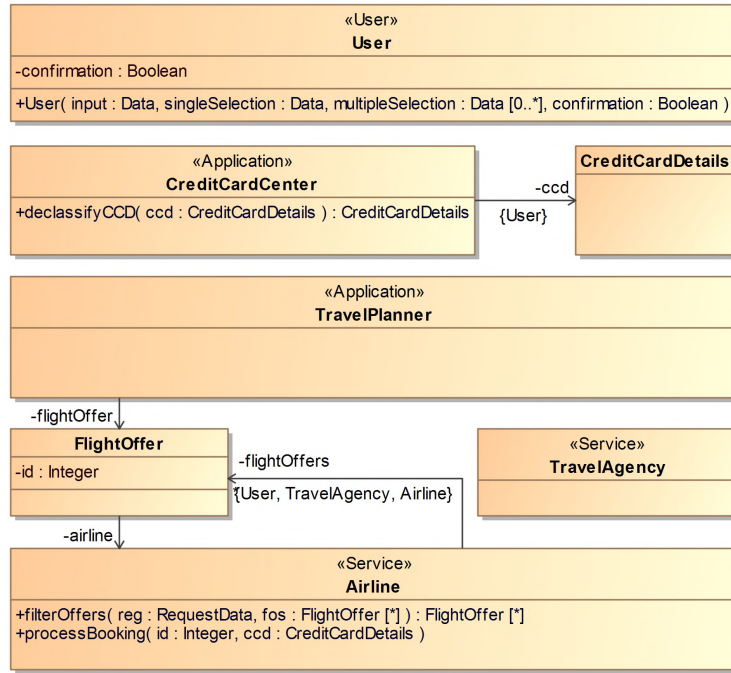 «User»
User
-confirmation : Boolean
+User( input : Data, singleSelection : Data, multipleSelection : Data [0..*], confirmation : Boolean )
«Application»
CreditCardCenter
+declassifyCCD( ccd : CreditCardDetails ) : CreditCardDetails
-ccd
{User}
CreditCardDetails
«Application»
TravelPlanner
-flightOffer
FlightOffer
-id : Integer
-flightOffers
*
{User, TravelAgency, Airline}
«Service»
TravelAgency
-airline
«Service»
Airline
+filterOffers( reg : RequestData, fos : FlightOffer [*] ) : FlightOffer [*]
+processBooking( id : Integer, ccd : CreditCardDetails )